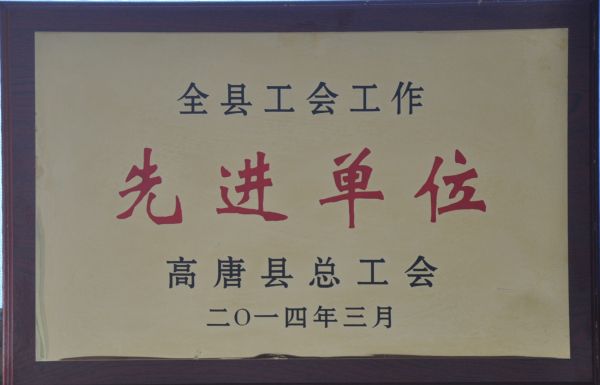 全县工会工作
先进单位
高唐县总工会
二〇一四年三月